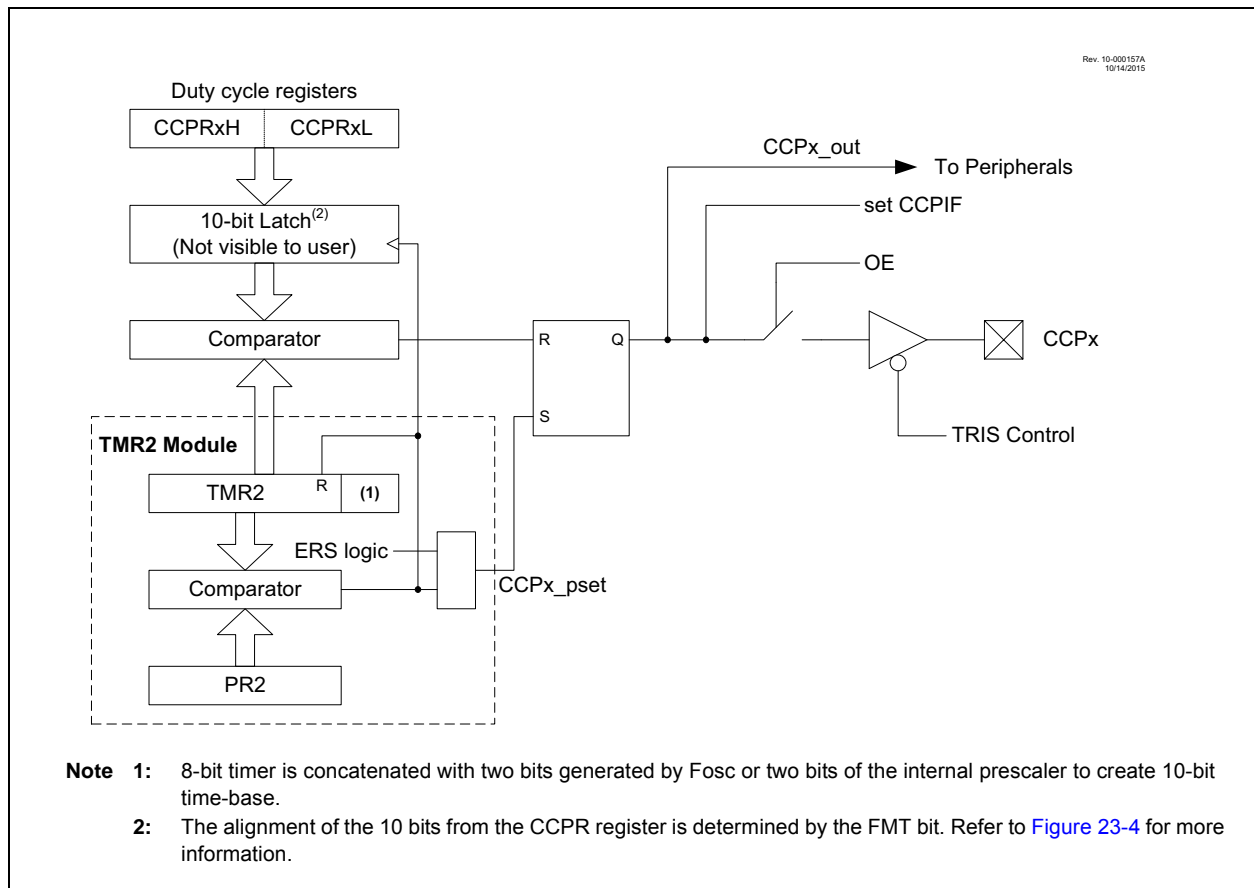 Rev. 10-000157A
10/14/2015
Duty cycle registers
CCPRxH CCPRxL
CCPx_out
To Peripherals
set CCPIF
10-bit Latch(2)
(Not visible to user)
OE
Comparator
R Q
CCPx
S
TRIS Control
TMR2 Module
TMR2 R (1)
ERS logic
Comparator
CCPx_pset
PR2
Note 1: 8-bit timer is concatenated with two bits generated by Fosc or two bits of the internal prescaler to create 10-bit
time-base.
2: The alignment of the 10 bits from the CCPR register is determined by the FMT bit. Refer to Figure 23-4 for more
information.